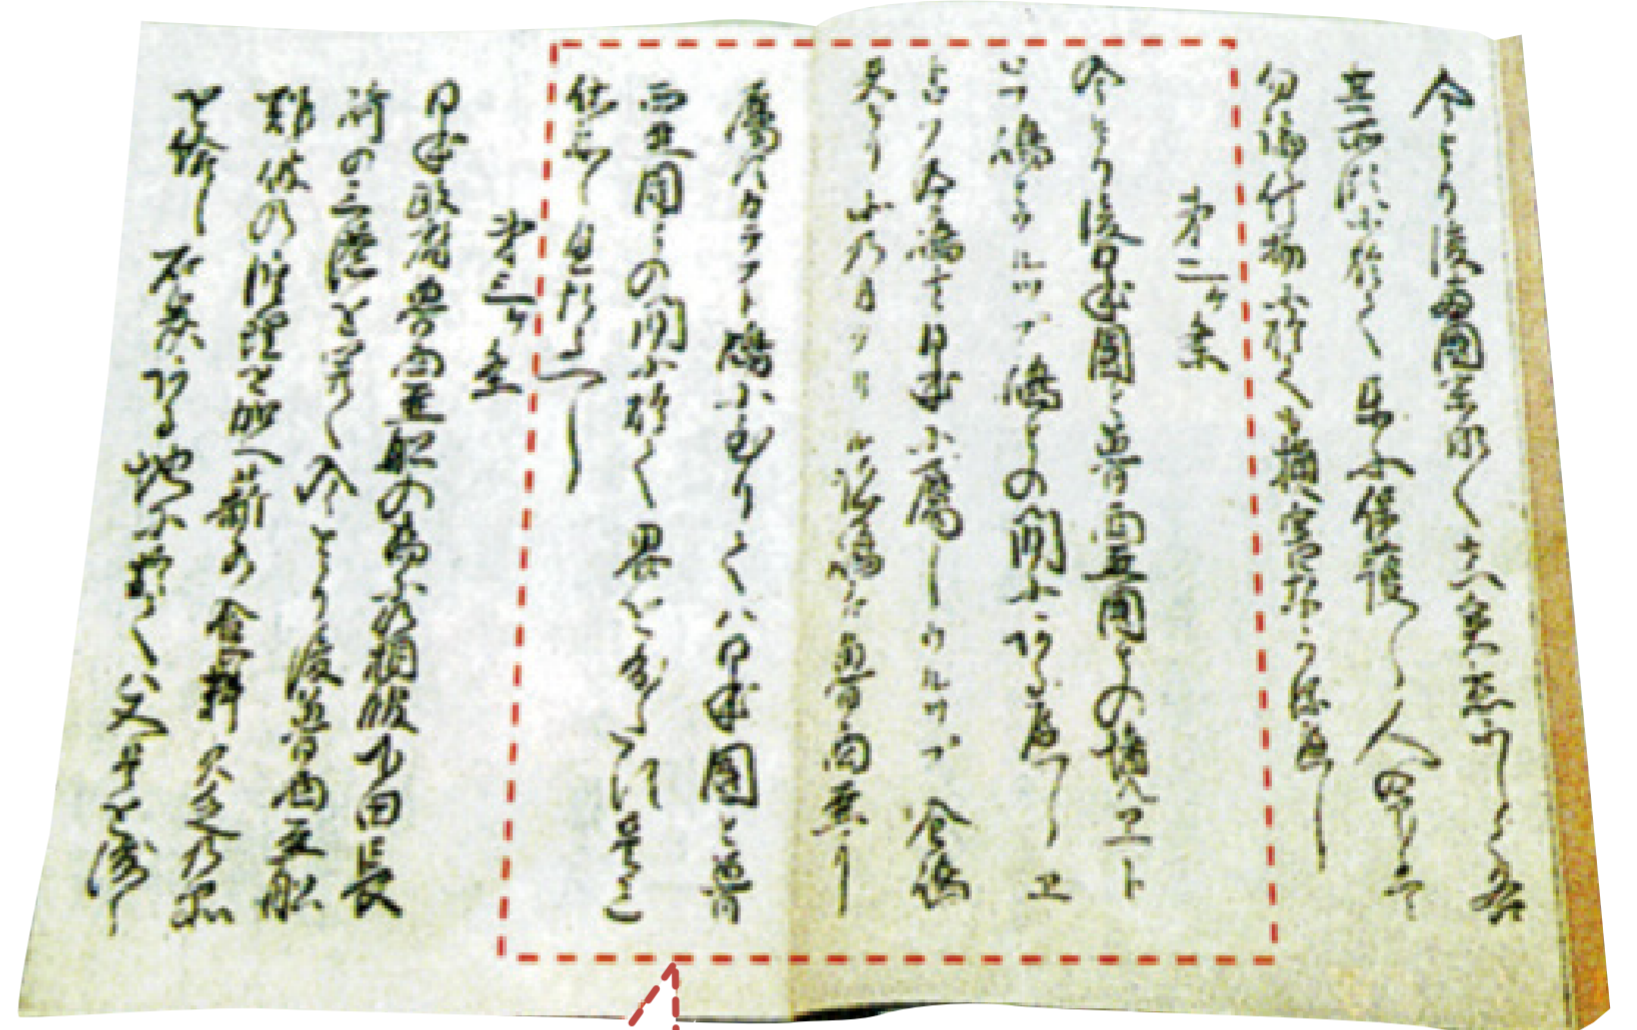 今より後両国末永く真実懇にして各
其所領に於て互に保護し人命は
勿論什物に於ても損害なかるへし
第二ヶ条
今より後日本国と魯西亜国との境ヱト
ロプ島とウルップ島との間にあるへしヱ
トロプ全島は日本に属しウルップ全島
夫より北の方クリル諸島は魯西亜に
属すカラフト島に至りては日本国と魯
西亜国との間に於て界を分たす是まて
仕来の通たるへし
第三ヶ条
日本政府魯西亜船の為に箱館下田長
崎の三港を開く今より後魯西亜船
難破の修理を加へ薪水食料欠乏の品
を給し石炭ある地に於ては又是を渡し